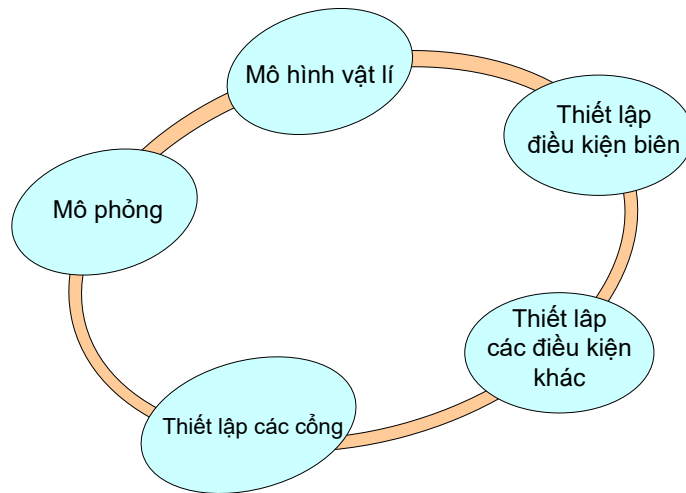 Mô hình vật lí
Thiết lập
điều kiện biên
Mô phỏng
Thiết lâp
các điều kiện
khác
Thiết lập các cổng